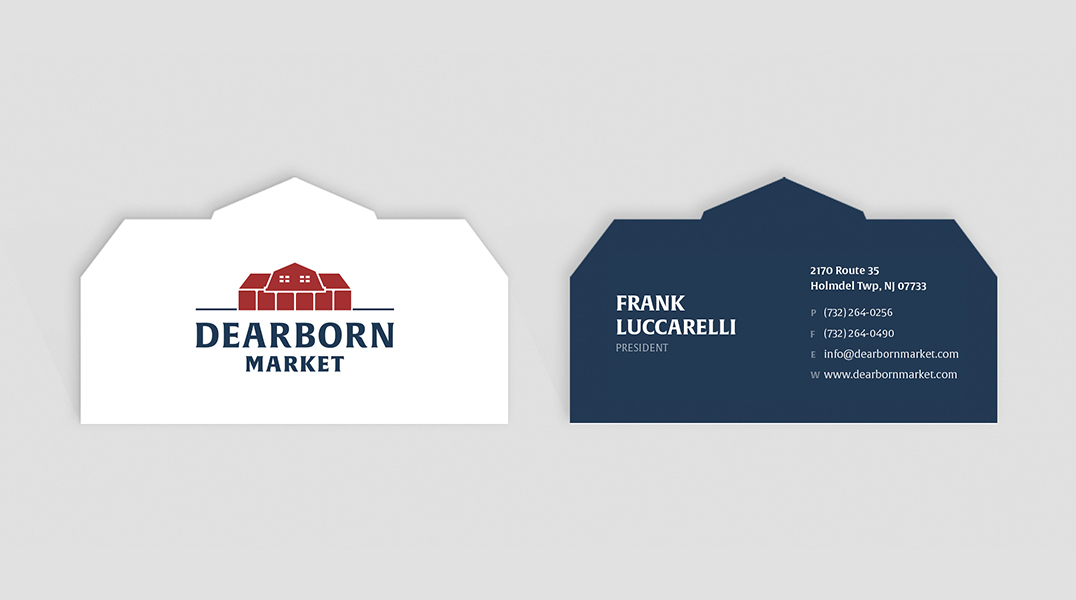 DEARBORN
MARKET
FRANK
LUCCARELLI
PRESIDENT
2170 Route 35
Holmdel Twp, NJ 07733
P (732) 264-0256
F (732) 264-0490
E info@dearbornmarket.com
W www.dearbornmarket.com